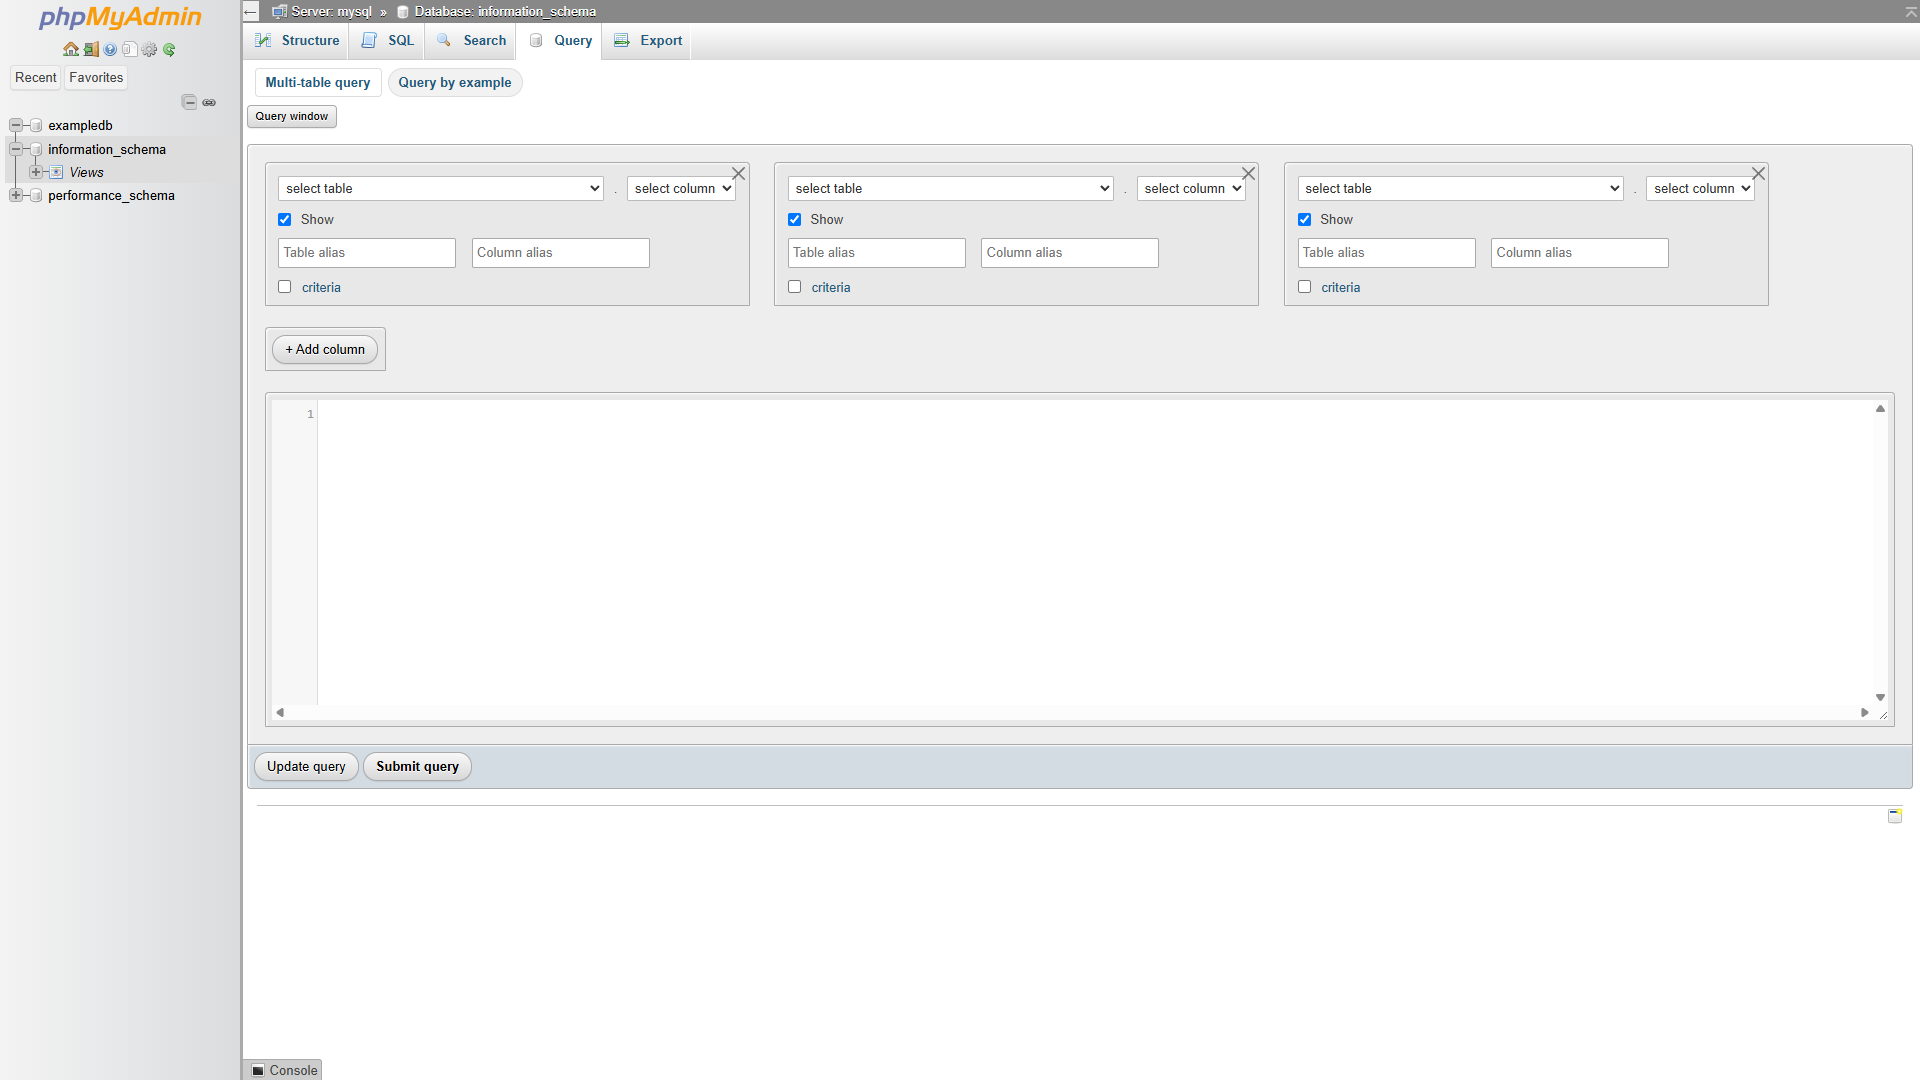 phpMyAdmin
Recent Favorites
exampledb
information_schema
Views
performance_schema
Server: mysql » Database: information_schema
Structure SQL Search Query Export
Multi-table query Query by example
Query window
select table . select column select table . select column select table . select column
Show Show Show
Table alias Column alias Table alias Column alias Table alias Column alias
criteria criteria criteria
+ Add column
1
Update query Submit query
Console